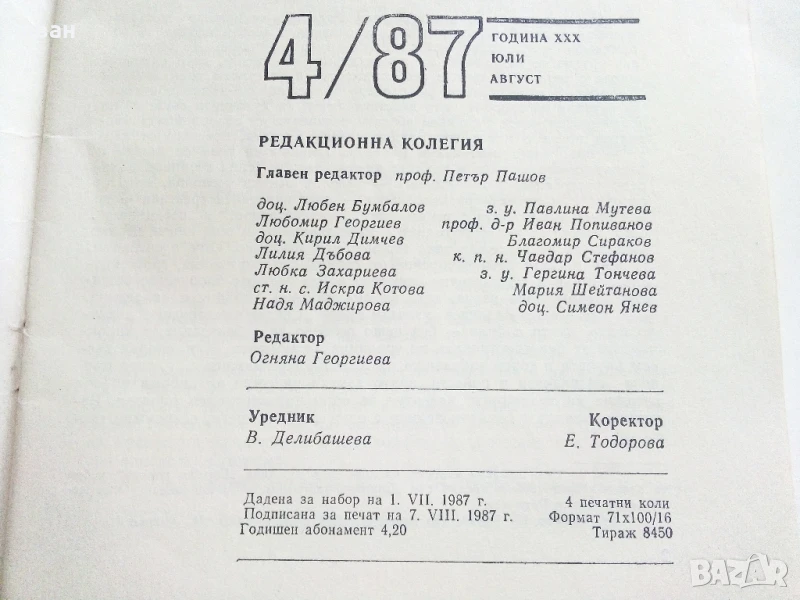 ван
4/87
ГОДИНА XXX
ЮЛИ
АВГУСТ
РЕДАКЦИОННА КОЛЕГИЯ
Главен редактор проф. Петър Пашов
доц. Любен Бумбалов з. у. Павлина Мутева
Любомир Георгиев проф. д-р Иван Попиванов
доц. Кирил Димчев Благомир Сираков
Лилия Дъбова к. п. н. Чавдар Стефанов
Любка Захариева з. у. Гергина Тончева
ст. н. с. Искра Котова Мария Шейтанова
Надя Маджирова доц. Симеон Янев
Редактор
Огняна Георгиева
Уредник Коректор
В. Делибашева Е. Тодорова
Дадена за набор на 1. VII. 1987 г. 4 печатни коли
Подписана за печат на 7. VIII. 1987 г. Формат 71х100/16
Годишен абонамент 4,20 Тираж 8450
BAZAR